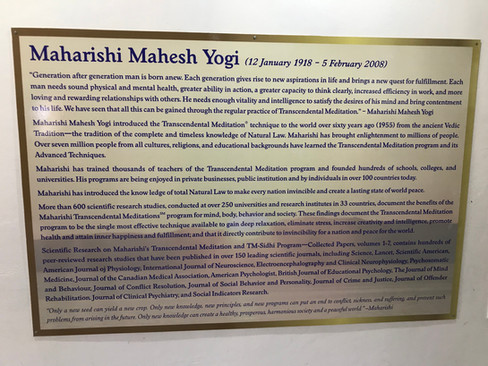 Maharishi Mahesh Yogi (12 January 1918 - 5 February 2008)
"Generation after generation man is born anew. Each generation gives rise to new aspirations in life and brings a new quest for fulfillment. Each
man needs sound physical and mental health, greater ability in action, a greater capacity to think clearly, increased efficiency in work, and more
loving and rewarding relationships with others. He needs enough vitality and intelligence to satisfy the desires of his mind and bring contentment
to his life. We have seen that all this can be gained through the regular practice of Transcendental Meditation." – Maharishi Mahesh Yogi
Maharishi Mahesh Yogi introduced the Transcendental Meditation® technique to the world over sixty years ago (1955) from the ancient Vedic
Tradition—the tradition of the complete and timeless knowledge of Natural Law. Maharishi has brought enlightenment to millions of people.
Over seven million people from all cultures, religions, and educational backgrounds have learned the Transcendental Meditation program and its
Advanced Techniques.
Maharishi has trained thousands of teachers of the Transcendental Meditation program and founded hundreds of schools, colleges, and
universities. His programs are being enjoyed in private businesses, public institution and by individuals in over 100 countries today.
Maharishi has introduced the know ledge of total Natural Law to make every nation invincible and create a lasting state of world peace.
More than 600 scientific research studies, conducted at over 250 universities and research institutes in 33 countries, document the benefits of the
Maharishi Transcendental Meditation℠ program for mind, body, behavior and society. These findings document the Transcendental Meditation
program to be the single most effective technique available to gain deep relaxation, eliminate stress, increase creativity and intelligence, promote
health and attain inner happiness and fulfillment; and that it directly contribute to invincibility for a nation and peace for the world.
Scientific Research on Maharishi's Transcendental Meditation and TM-Sidhi Program—Collected Papers, volumes 1-7, contains hundreds of
peer-reviewed research studies that have been published in over 150 leading scientific journals, including Science, Lancet, Scientific American,
American Journal of Physiology, International Journal of Neuroscience, Electroencephalography and Clinical Neurophysiology, Psychosomatic
Medicine, Journal of the Canadian Medical Association, American Psychologist, British Journal of Educational Psychology, The Journal of Mind
and Behaviour, Journal of Conflict Resolution, Journal of Social Behavior and Personality, Journal of Crime and Justice, Journal of Offender
Rehabilitation, Journal of Clinical Psychiatry, and Social Indicators Research.
"Only a new seed can yield a new crop. Only new knowledge, new principles, and new programs can put an end to conflict, sickness, and suffering, and prevent such
problems from arising in the future. Only new knowledge can create a healthy, prosperous, harmonious society and a peaceful world." –Maharishi